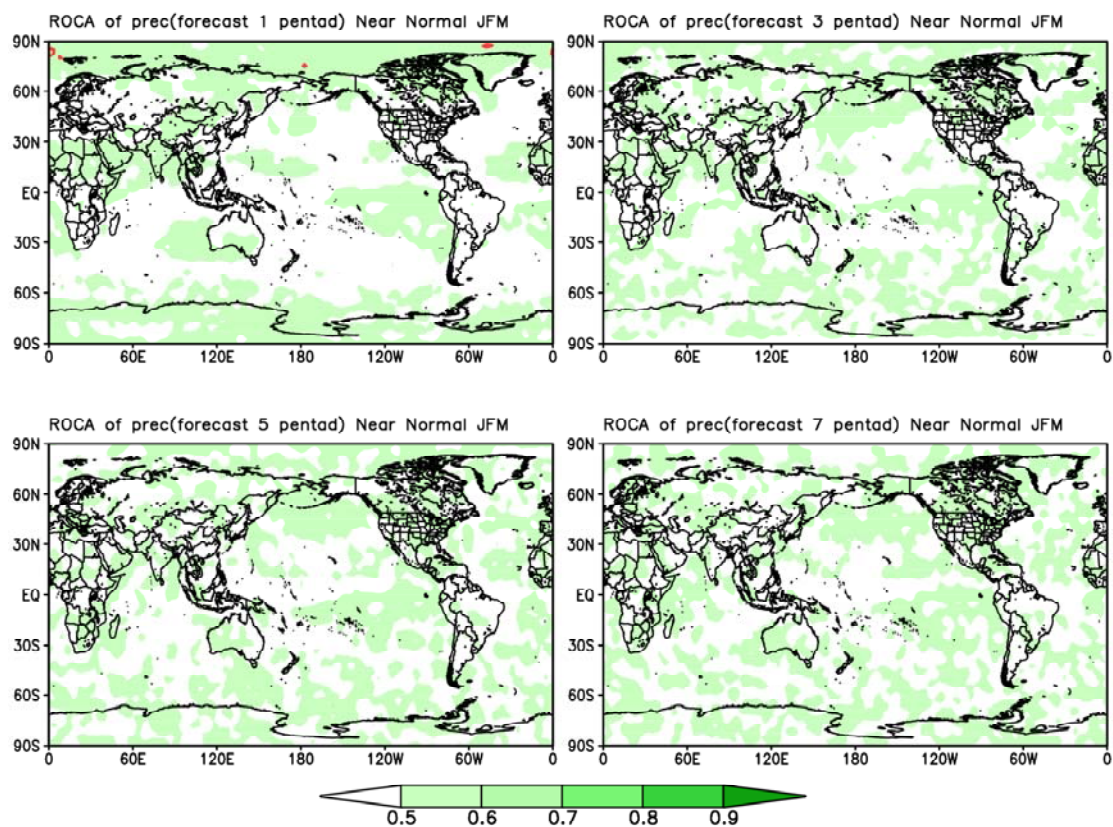 ROCA of prec(forecast 1 pentad) Near Normal JFM
90N
60N
30N
EQ
30S
60S
90S
0 60E 120E 180 120W 60W 0
ROCA of prec(forecast 3 pentad) Near Normal JFM
90N
60N
30N
EQ
30S
60S
90S
0 60E 120E 180 120W 60W 0
ROCA of prec(forecast 5 pentad) Near Normal JFM
90N
60N
30N
EQ
30S
60S
90S
0 60E 120E 180 120W 60W 0
ROCA of prec(forecast 7 pentad) Near Normal JFM
90N
60N
30N
EQ
30S
60S
90S
0 60E 120E 180 120W 60W 0
0.5 0.6 0.7 0.8 0.9